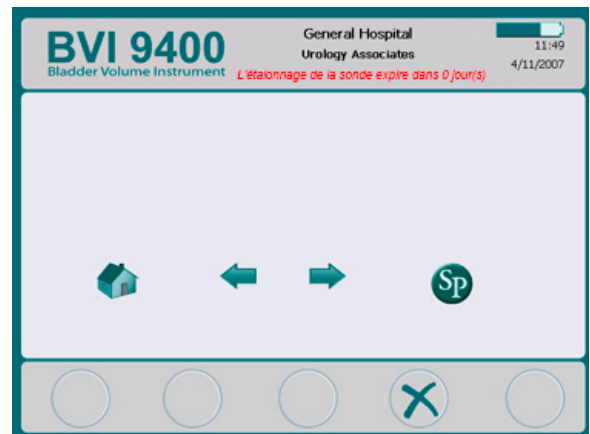 BVI 9400
Bladder Volume Instrument
General Hospital
Urology Associates
L'étalonnage de la sonde expire dans 0 jour(s)
11:49
4/11/2007
SP